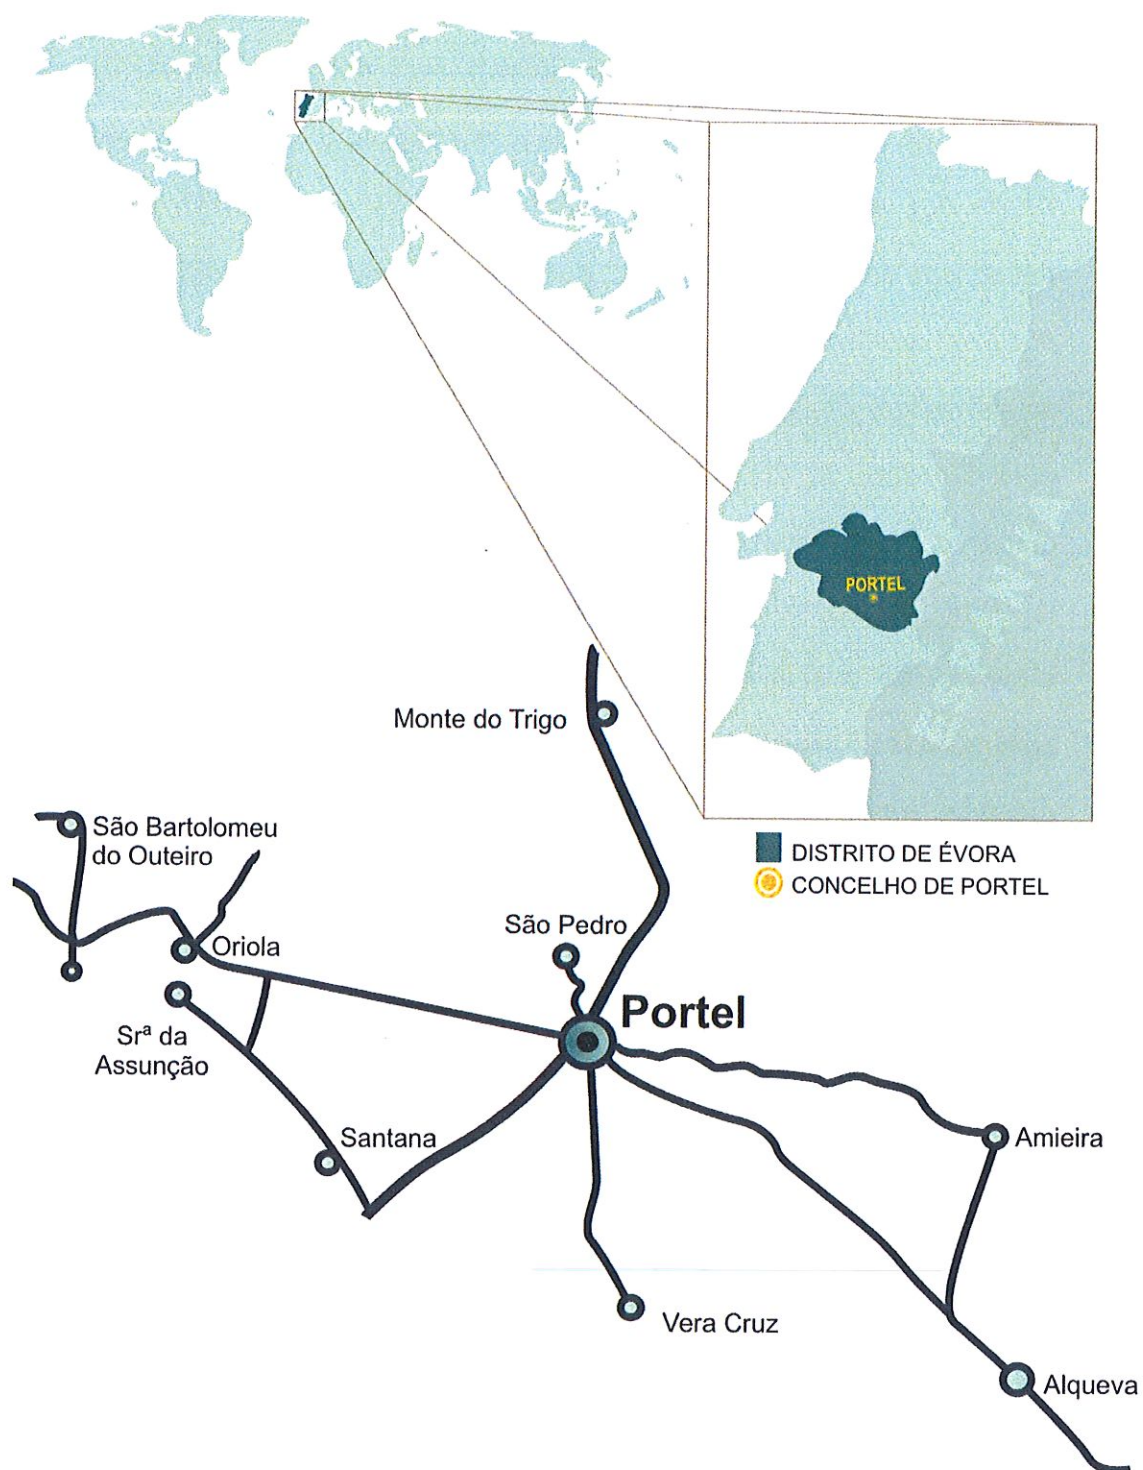 PORTEL
ESPANHA
DISTRITO DE ÉVORA
CONCELHO DE PORTEL
Monte do Trigo
São Bartolomeu
do Outeiro
São Pedro
Oriola
Portel
Srª da
Assunção
Santana
Amieira
Vera Cruz
Alqueva